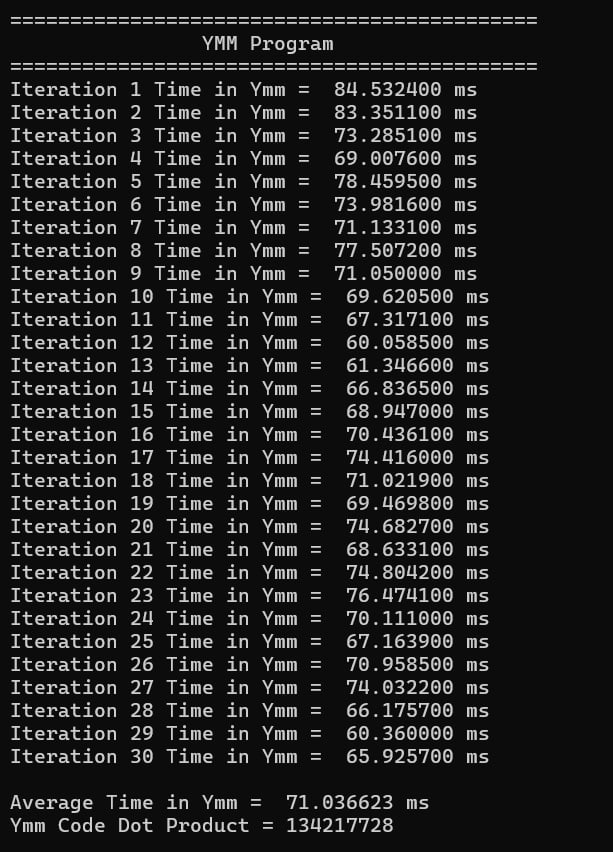 ============================================
YMM Program
============================================
Iteration 1 Time in Ymm =  84.532400 ms
Iteration 2 Time in Ymm =  83.351100 ms
Iteration 3 Time in Ymm =  73.285100 ms
Iteration 4 Time in Ymm =  69.007600 ms
Iteration 5 Time in Ymm =  78.459500 ms
Iteration 6 Time in Ymm =  73.981600 ms
Iteration 7 Time in Ymm =  71.133100 ms
Iteration 8 Time in Ymm =  77.507200 ms
Iteration 9 Time in Ymm =  71.050000 ms
Iteration 10 Time in Ymm =  69.620500 ms
Iteration 11 Time in Ymm =  67.317100 ms
Iteration 12 Time in Ymm =  60.058500 ms
Iteration 13 Time in Ymm =  61.346600 ms
Iteration 14 Time in Ymm =  66.836500 ms
Iteration 15 Time in Ymm =  68.947000 ms
Iteration 16 Time in Ymm =  70.436100 ms
Iteration 17 Time in Ymm =  74.416000 ms
Iteration 18 Time in Ymm =  71.021900 ms
Iteration 19 Time in Ymm =  69.469800 ms
Iteration 20 Time in Ymm =  74.682700 ms
Iteration 21 Time in Ymm =  68.633100 ms
Iteration 22 Time in Ymm =  74.804200 ms
Iteration 23 Time in Ymm =  76.474100 ms
Iteration 24 Time in Ymm =  70.111000 ms
Iteration 25 Time in Ymm =  67.163900 ms
Iteration 26 Time in Ymm =  70.958500 ms
Iteration 27 Time in Ymm =  74.032200 ms
Iteration 28 Time in Ymm =  66.175700 ms
Iteration 29 Time in Ymm =  60.360000 ms
Iteration 30 Time in Ymm =  65.925700 ms
Average Time in Ymm =  71.036623 ms
Ymm Code Dot Product = 134217728